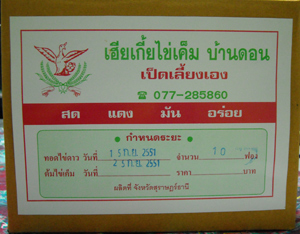 เฮียเกี้ยไข่เค็ม บ้านดอน
เป็ดเลี้ยงเอง
☎ 077-285860
สด แดง มัน อร่อย
กำหนดระยะ
ทอดไข่ดาว วันที่ 15 ก.ย. 2551 จำนวน 10 ฟอง
ต้มไข่เค็ม วันที่ 25 ก.ย. 2551 ราคา บาท
ผลิตที่ จังหวัดสุราษฎร์ธานี